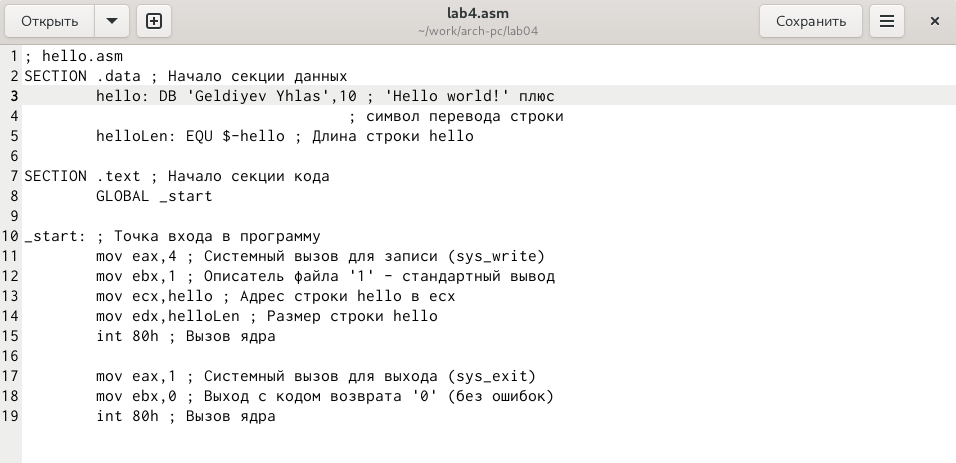 Открыть
lab4.asm
~/work/arch-pc/lab04
Сохранить
1 ; hello.asm
2 SECTION .data ; Начало секции данных
3         hello: DB 'Geldiyev Yhlas',10 ; 'Hello world!' плюс
4                                     ; символ перевода строки
5         helloLen: EQU $-hello ; Длина строки hello
6
7 SECTION .text ; Начало секции кода
8         GLOBAL _start
9
10 _start: ; Точка входа в программу
11         mov eax,4 ; Системный вызов для записи (sys_write)
12         mov ebx,1 ; Описатель файла '1' - стандартный вывод
13         mov ecx,hello ; Адрес строки hello в ecx
14         mov edx,helloLen ; Размер строки hello
15         int 80h ; Вызов ядра
16
17         mov eax,1 ; Системный вызов для выхода (sys_exit)
18         mov ebx,0 ; Выход с кодом возврата '0' (без ошибок)
19         int 80h ; Вызов ядра